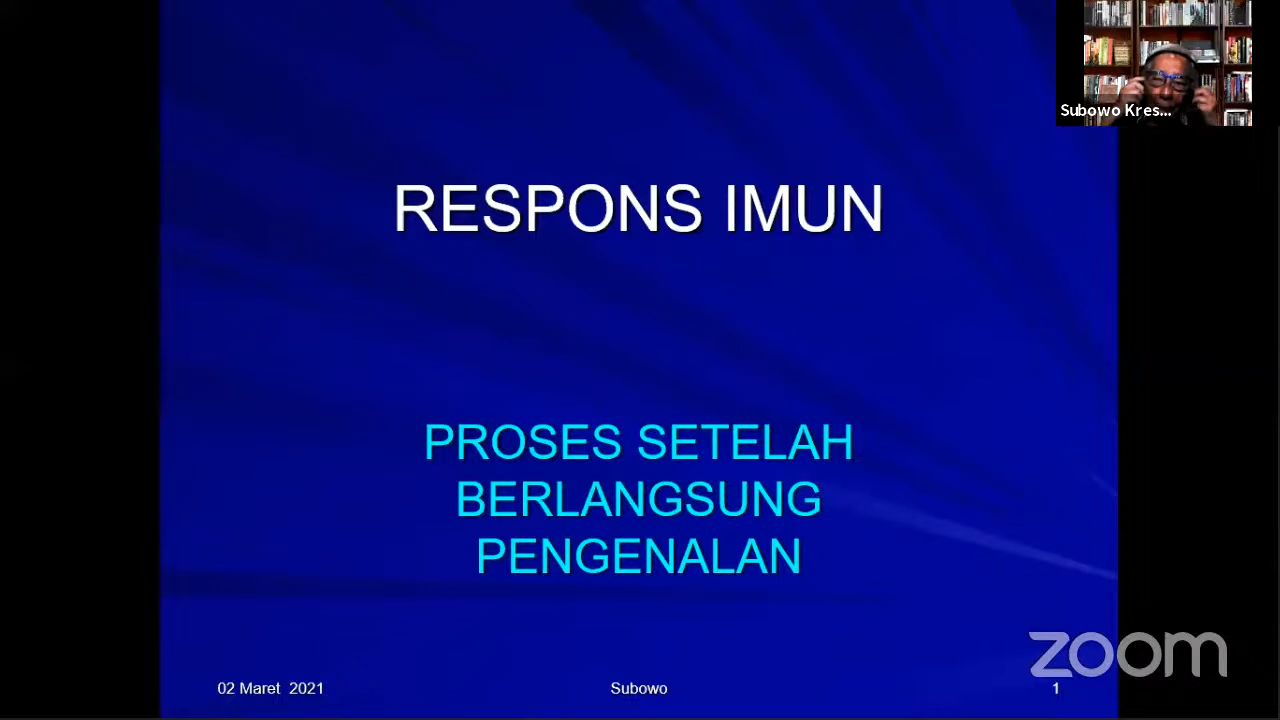 Subowo Kres...
RESPONS IMUN
PROSES SETELAH
BERLANGSUNG
PENGENALAN
zoom
02 Maret 2021
Subowo
1